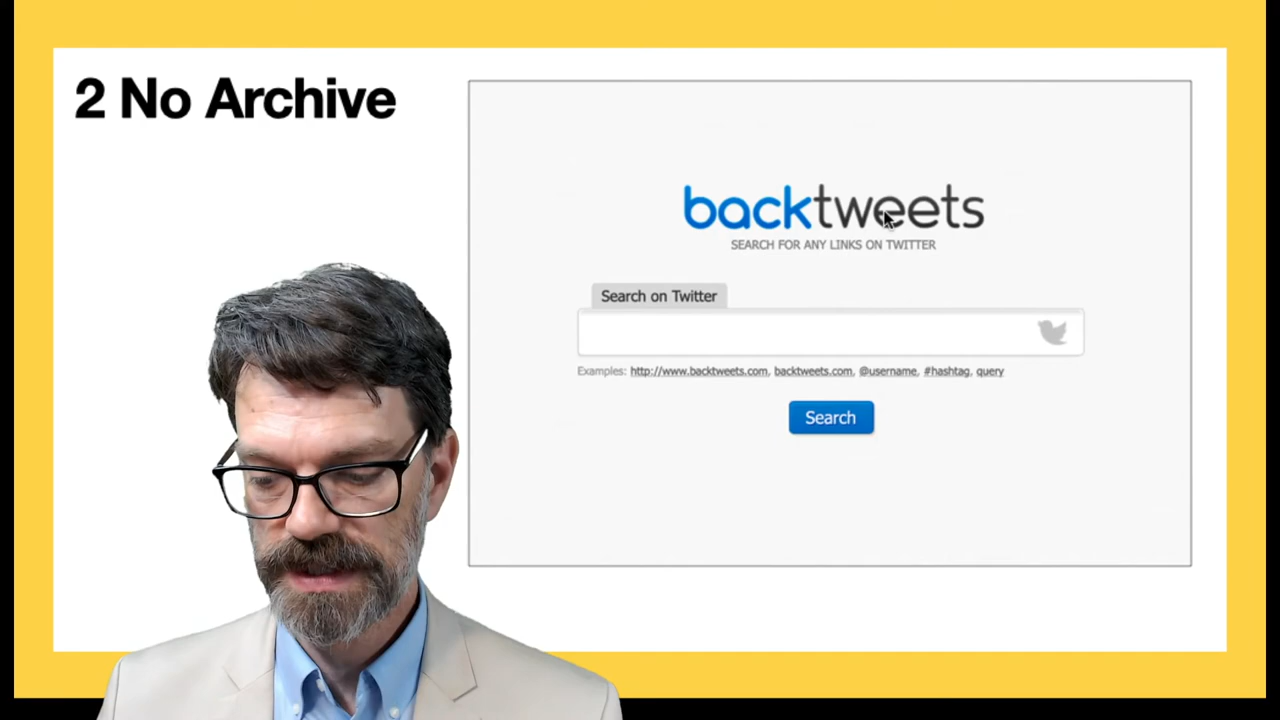 2 No Archive
backtweets
SEARCH FOR ANY LINKS ON TWITTER
Search on Twitter
Examples: http://www.backtweets.com, backtweets.com, @username, #hashtag, query
Search